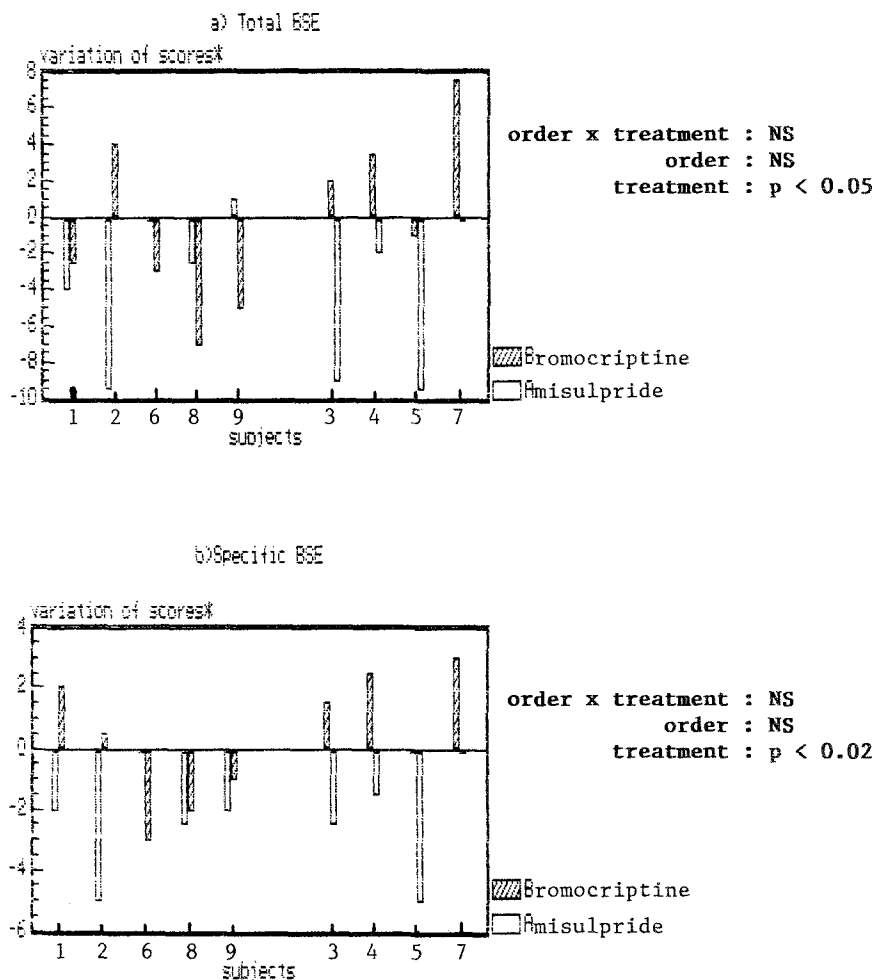 a) Total BSE
variation of scores*
8
6
4
2
0
-2
-4
-6
-8
-10
1 2 6 8 9 3 4 5 7
subjects
order x treatment : NS
order : NS
treatment : p < 0.05
Bromocriptine
Amisulpride
b)Specific BSE
variation of scores*
4
2
0
-2
-4
-6
1 2 6 8 9 3 4 5 7
subjects
order x treatment : NS
order : NS
treatment : p < 0.02
Bromocriptine
Amisulpride